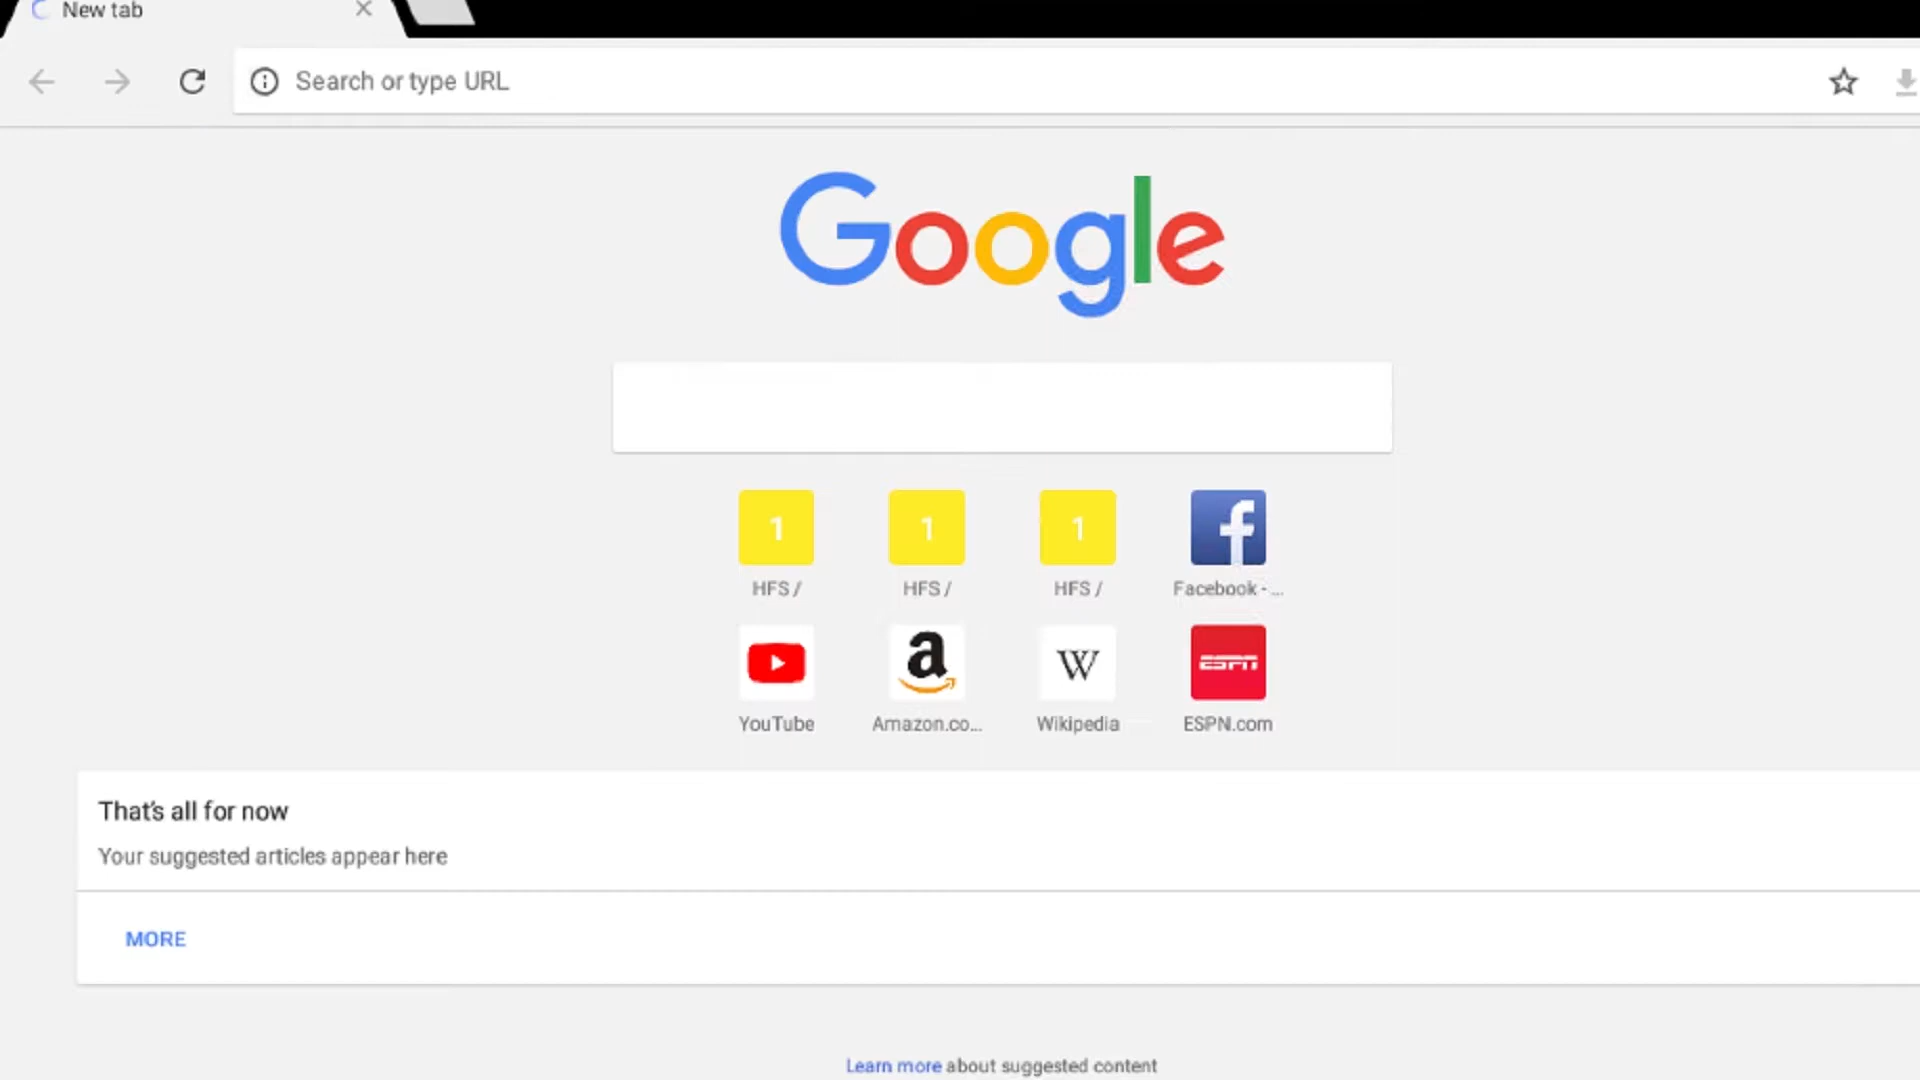 New tab
Search or type URL
Google
1 1 1 f
HFS / HFS / HFS / Facebook - ...
a W ESPN
YouTube Amazon.co... Wikipedia ESPN.com
That's all for now
Your suggested articles appear here
MORE
Learn more about suggested content